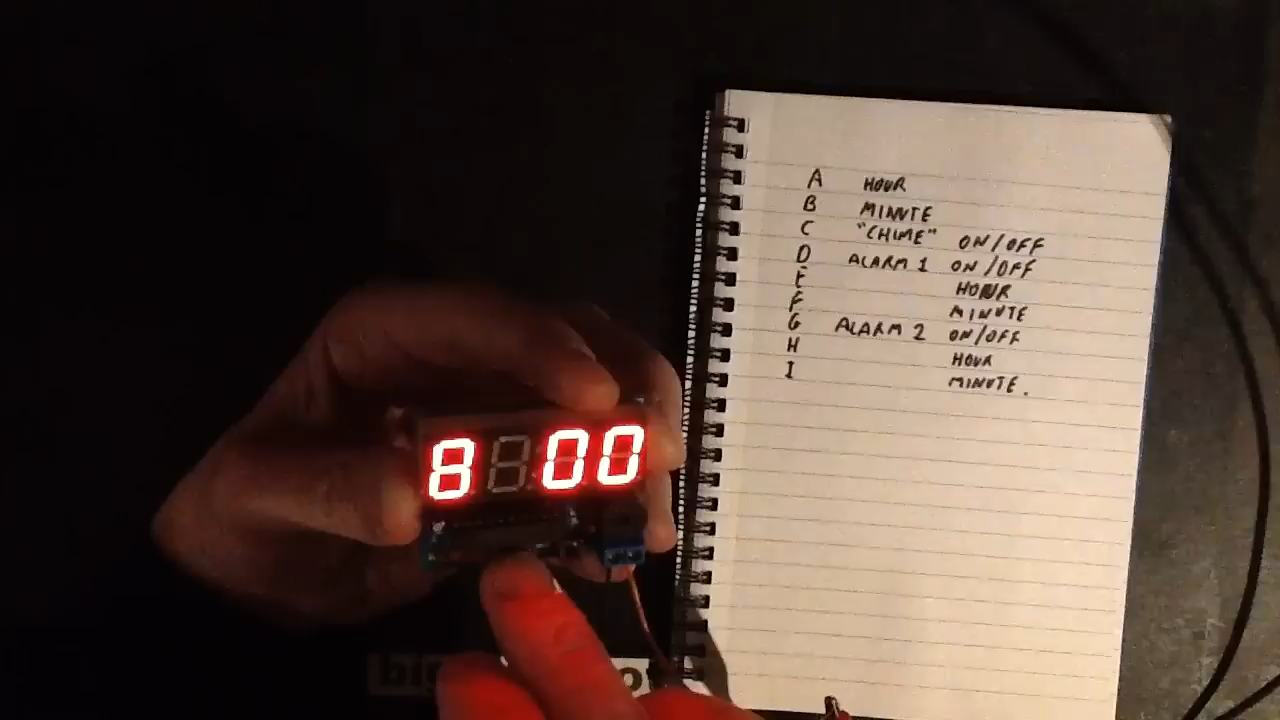 A HOUR
B MINUTE
C "CHIME" ON/OFF
D ALARM 1 ON/OFF
E HOUR
F MINUTE
G ALARM 2 ON/OFF
H HOUR
I MINUTE.
8 00